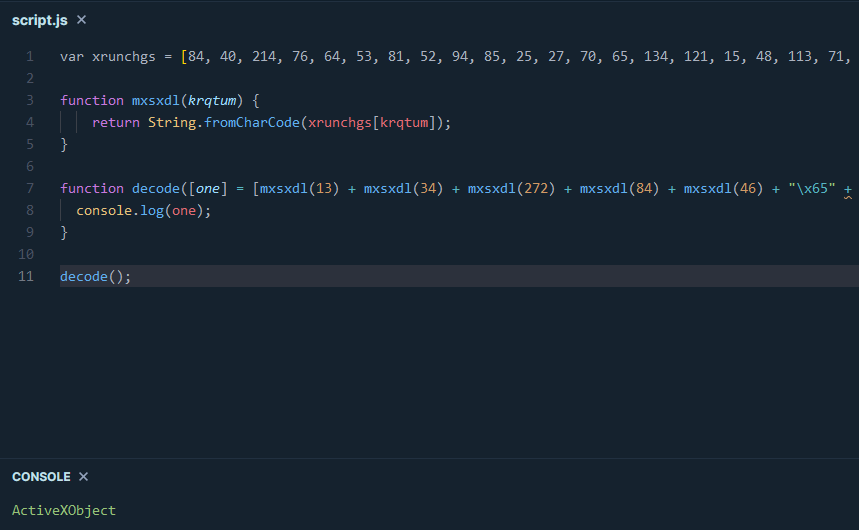 script.js ×
1 var xrunchgs = [84, 40, 214, 76, 64, 53, 81, 52, 94, 85, 25, 27, 70, 65, 134, 121, 15, 48, 113, 71,
2
3 function mxsxdl(krqtum) {
4 return String.fromCharCode(xrunchgs[krqtum]);
5 }
6
7 function decode([one] = [mxsxdl(13) + mxsxdl(34) + mxsxdl(272) + mxsxdl(84) + mxsxdl(46) + "\x65" +
8 console.log(one);
9 }
10
11 decode();
CONSOLE ×
ActiveXObject